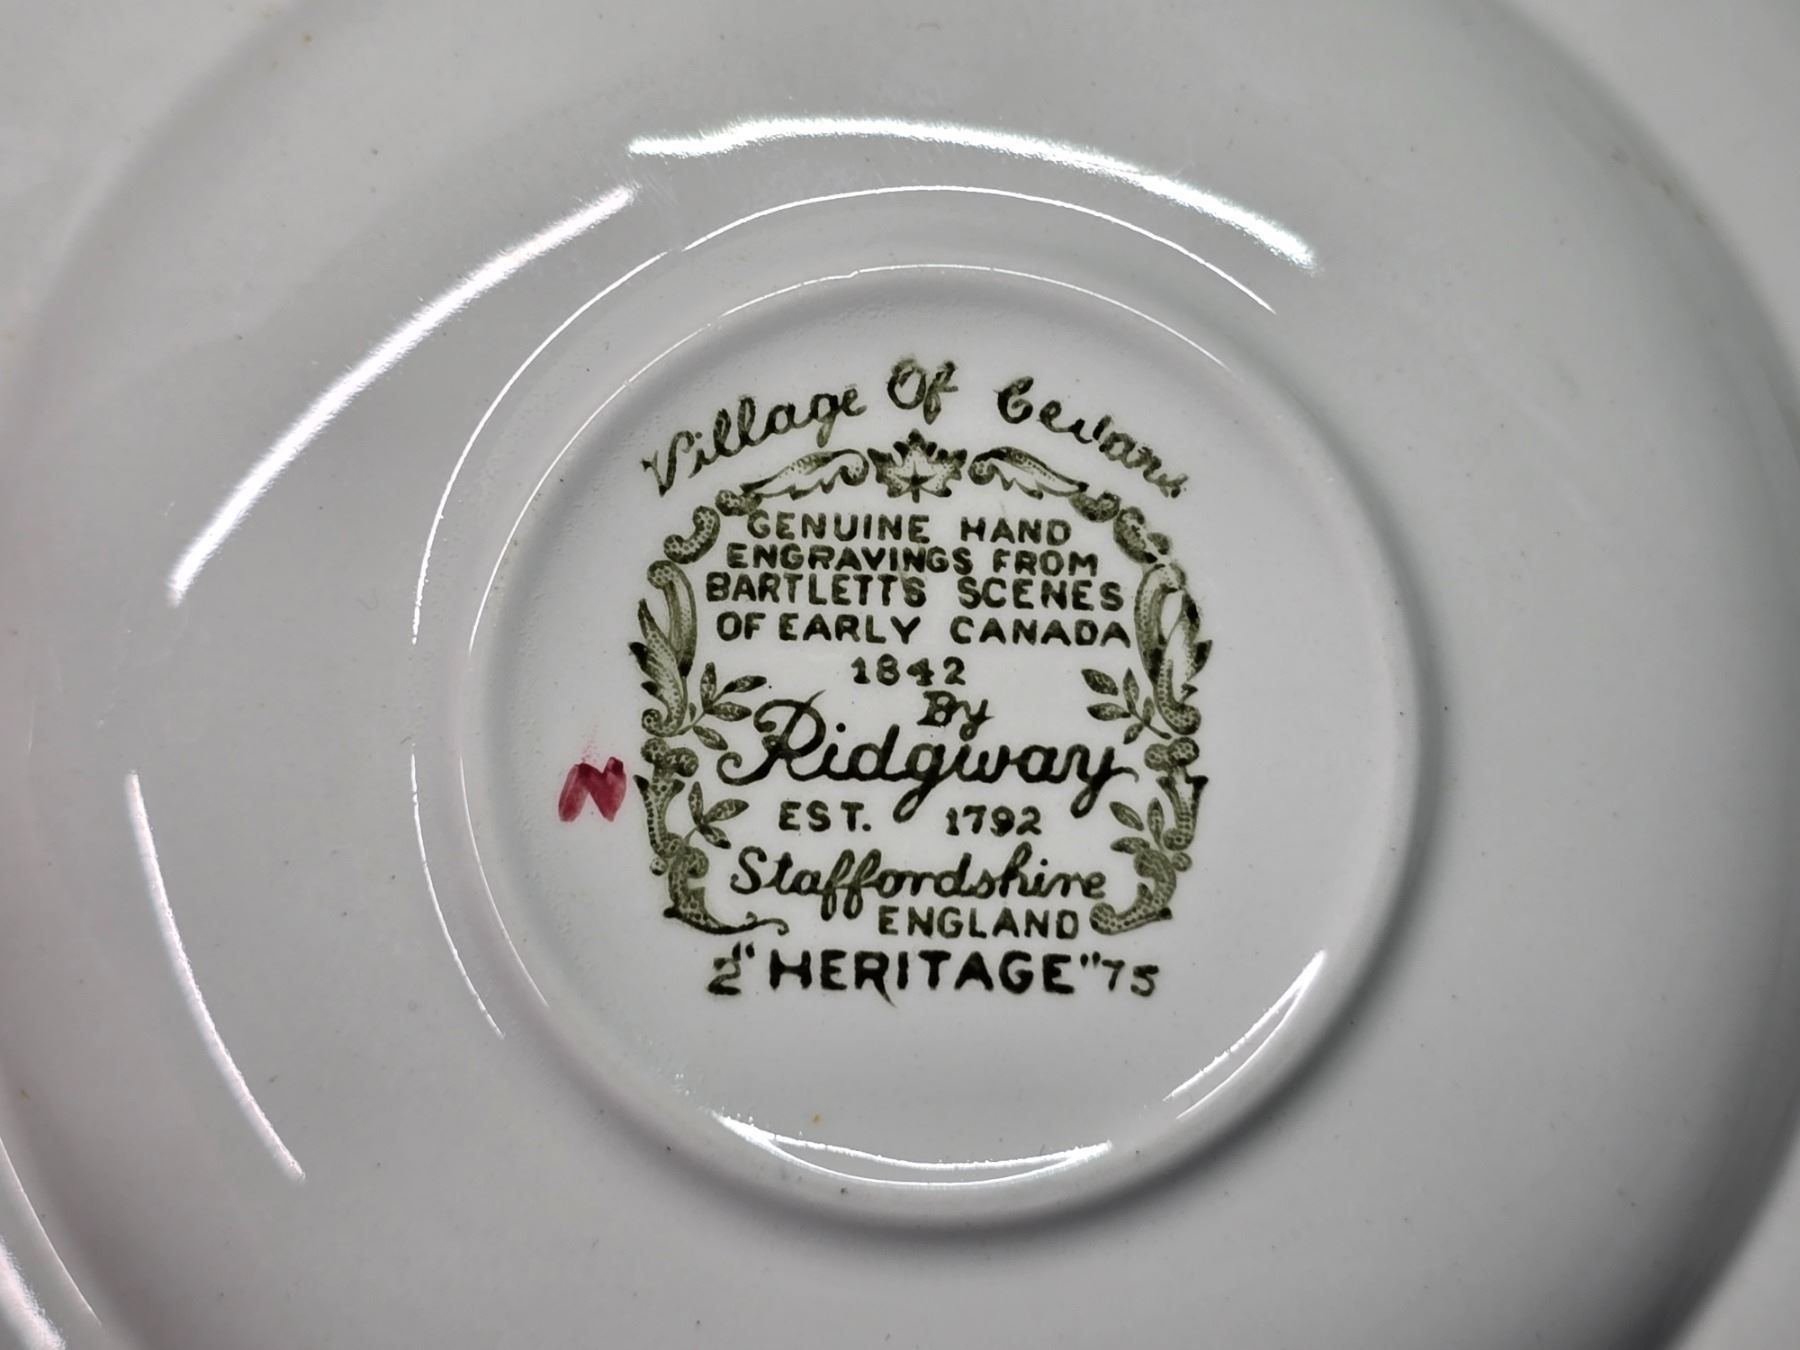 Village Of Cedars
GENUINE HAND
ENGRAVINGS FROM
BARTLETT'S SCENES
OF EARLY CANADA
1842
By
Ridgway
N
EST. 1792
Staffordshire
ENGLAND
2 "HERITAGE" 75